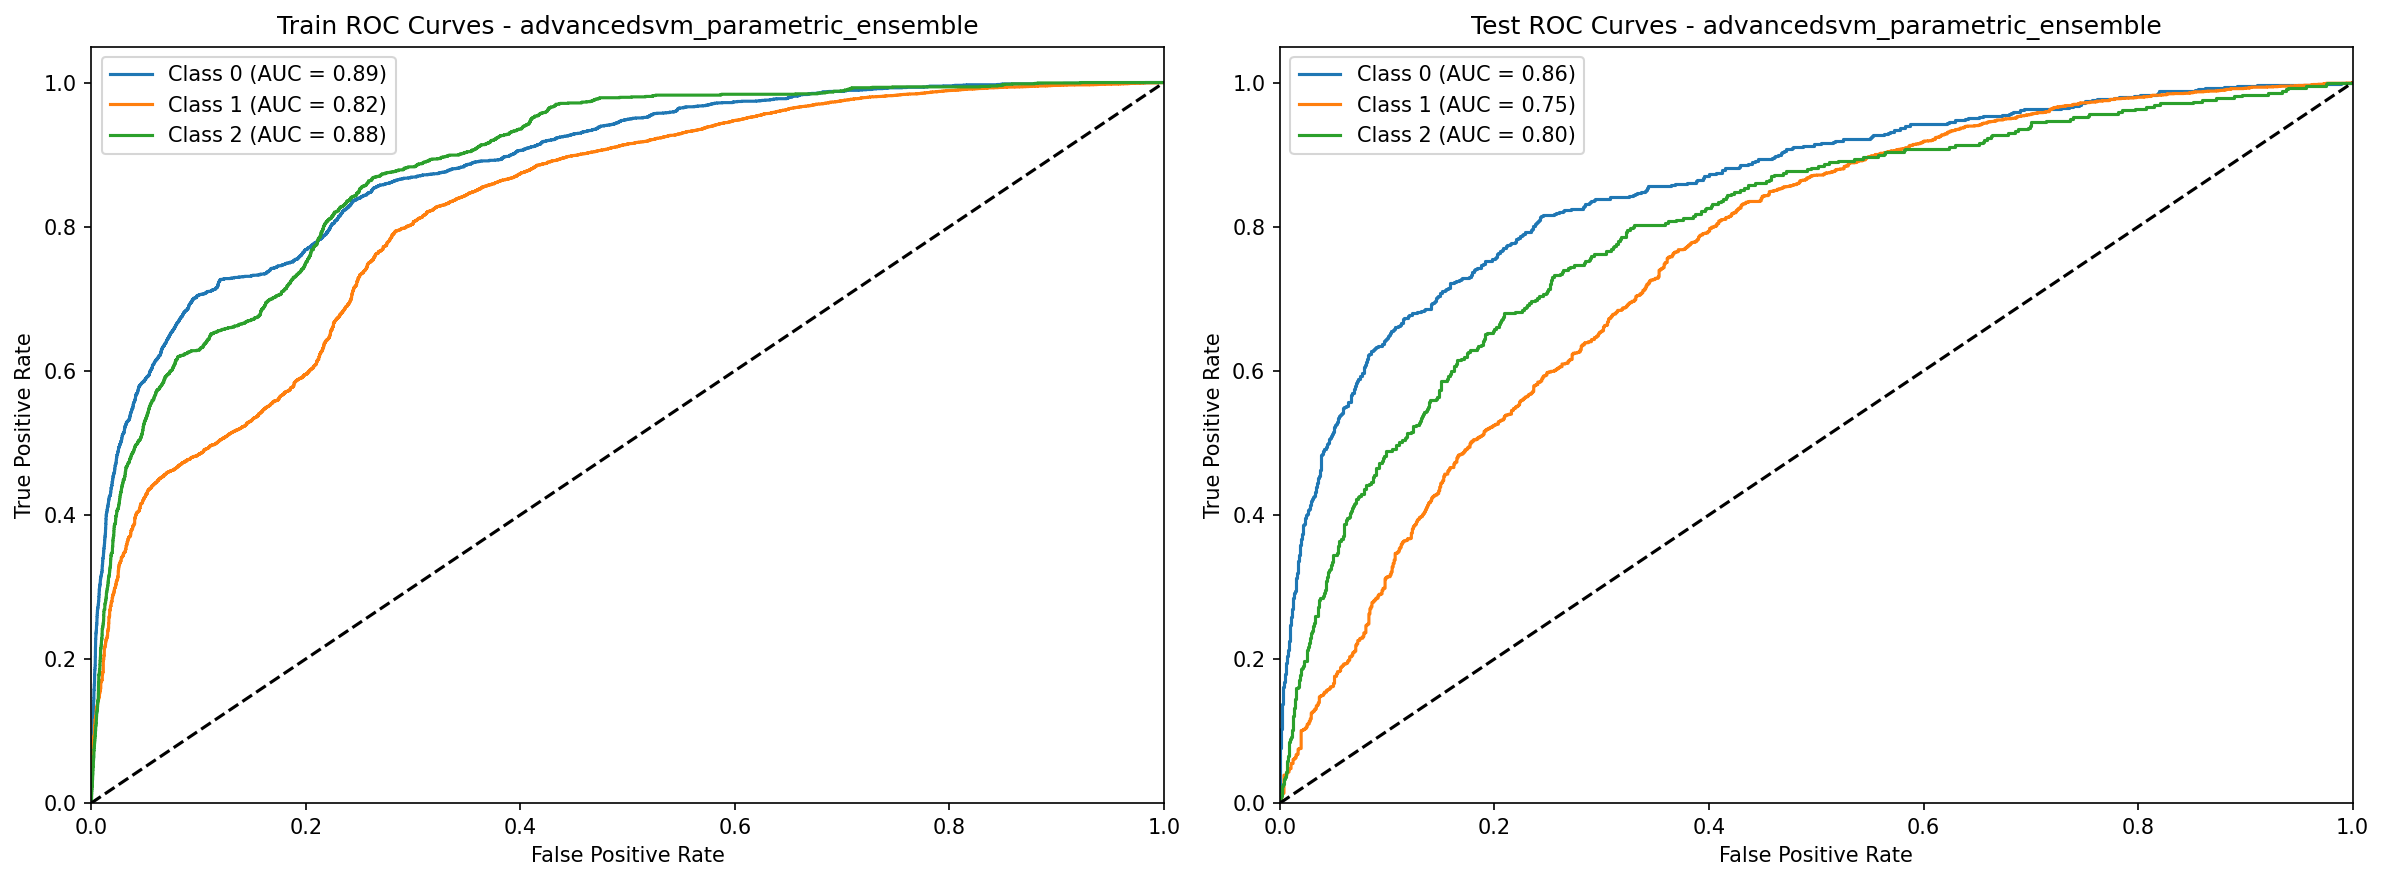 Train ROC Curves - advancedsvm_parametric_ensemble
Class 0 (AUC = 0.89)
Class 1 (AUC = 0.82)
Class 2 (AUC = 0.88)
True Positive Rate
1.0
0.8
0.6
0.4
0.2
0.0
0.0 0.2 0.4 0.6 0.8 1.0
False Positive Rate
Test ROC Curves - advancedsvm_parametric_ensemble
Class 0 (AUC = 0.86)
Class 1 (AUC = 0.75)
Class 2 (AUC = 0.80)
True Positive Rate
1.0
0.8
0.6
0.4
0.2
0.0
0.0 0.2 0.4 0.6 0.8 1.0
False Positive Rate